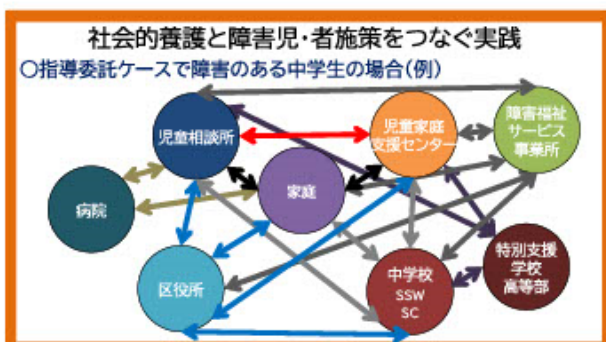 社会的養護と障害児・者施策をつなぐ実践
○指導委託ケースで障害のある中学生の場合(例)
児童相談所
児童家庭
支援センター
障害福祉
サービス
事業所
病院
家庭
区役所
中学校
SSW
SC
特別支援
学校
高等部